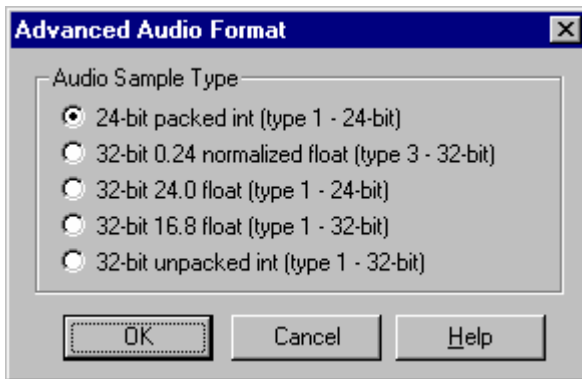 Advanced Audio Format
Audio Sample Type
24-bit packed int (type 1 - 24-bit)
32-bit 0.24 normalized float (type 3 - 32-bit)
32-bit 24.0 float (type 1 - 24-bit)
32-bit 16.8 float (type 1 - 32-bit)
32-bit unpacked int (type 1 - 32-bit)
OK Cancel Help